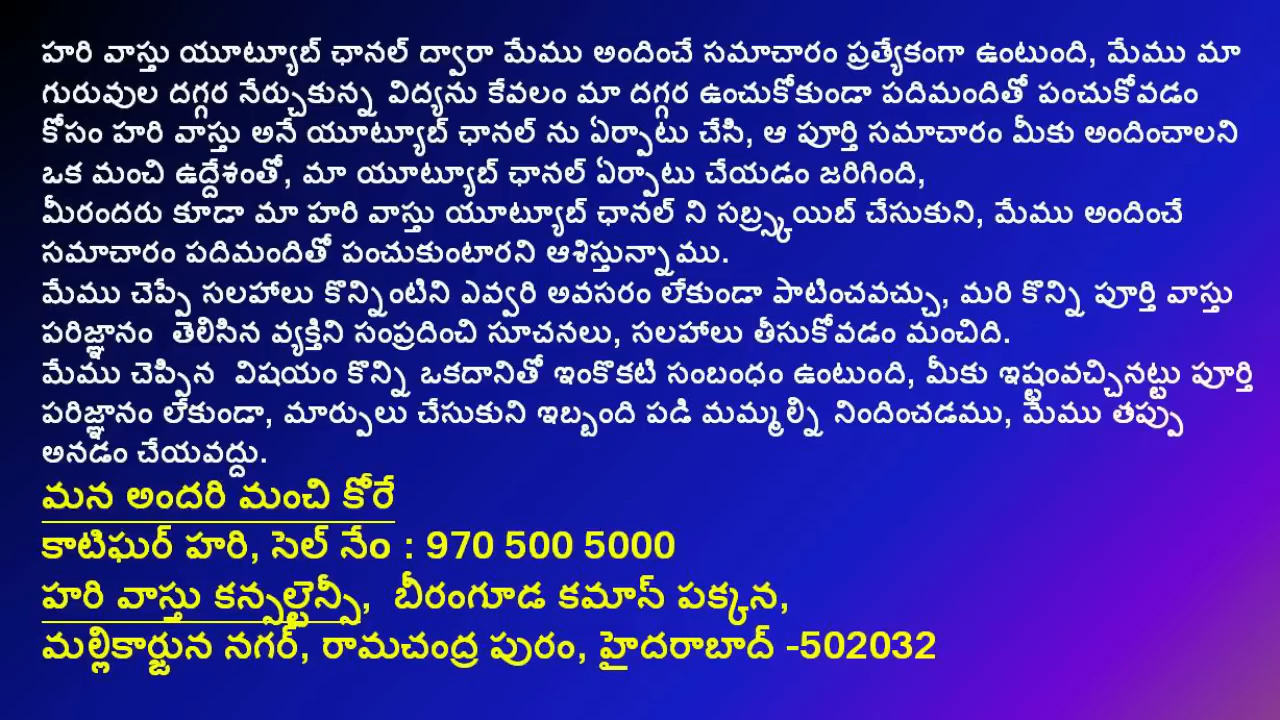 హరి వాస్తు యూట్యూబ్ ఛానల్ ద్వారా మేము అందించే సమాచారం ప్రత్యేకంగా ఉంటుంది, మేము మా
గురువుల దగ్గర నేర్చుకున్న విద్యను కేవలం మా దగ్గర ఉంచుకోకుండా పదిమందితో పంచుకోవడం
కోసం హరి వాస్తు అనే యూట్యూబ్ ఛానల్ ను ఏర్పాటు చేసి, ఆ పూర్తి సమాచారం మీకు అందించాలని
ఒక మంచి ఉద్దేశంతో, మా యూట్యూబ్ ఛానల్ ఏర్పాటు చేయడం జరిగింది,
మీరందరు కూడా మా హరి వాస్తు యూట్యూబ్ ఛానల్ ని సబ్ర్స్కయిబ్ చేసుకుని, మేము అందించే
సమాచారం పదిమందితో పంచుకుంటారని ఆశిస్తున్నాము.
మేము చెప్పే సలహాలు కొన్నింటిని ఎవ్వరి అవసరం లేకుండా పాటించవచ్చు, మరి కొన్ని పూర్తి వాస్తు
పరిజ్ఞానం తెలిసిన వ్యక్తిని సంప్రదించి సూచనలు, సలహాలు తీసుకోవడం మంచిది.
మేము చెప్పిన విషయం కొన్ని ఒకదానితో ఇంకొకటి సంబంధం ఉంటుంది, మీకు ఇష్టంవచ్చినట్టు పూర్తి
పరిజ్ఞానం లేకుండా, మార్పులు చేసుకుని ఇబ్బంది పడి మమ్మల్ని నిందించడము, మేము తప్పు
అనడం చేయవద్దు.
మన అందరి మంచి కోరే
కాటిఘర్ హరి, సెల్ నేం : 970 500 5000
హరి వాస్తు కన్సల్టెన్సీ, బీరంగూడ కమాన్ పక్కన,
మల్లికార్జున నగర్, రామచంద్ర పురం, హైదరాబాద్ -502032